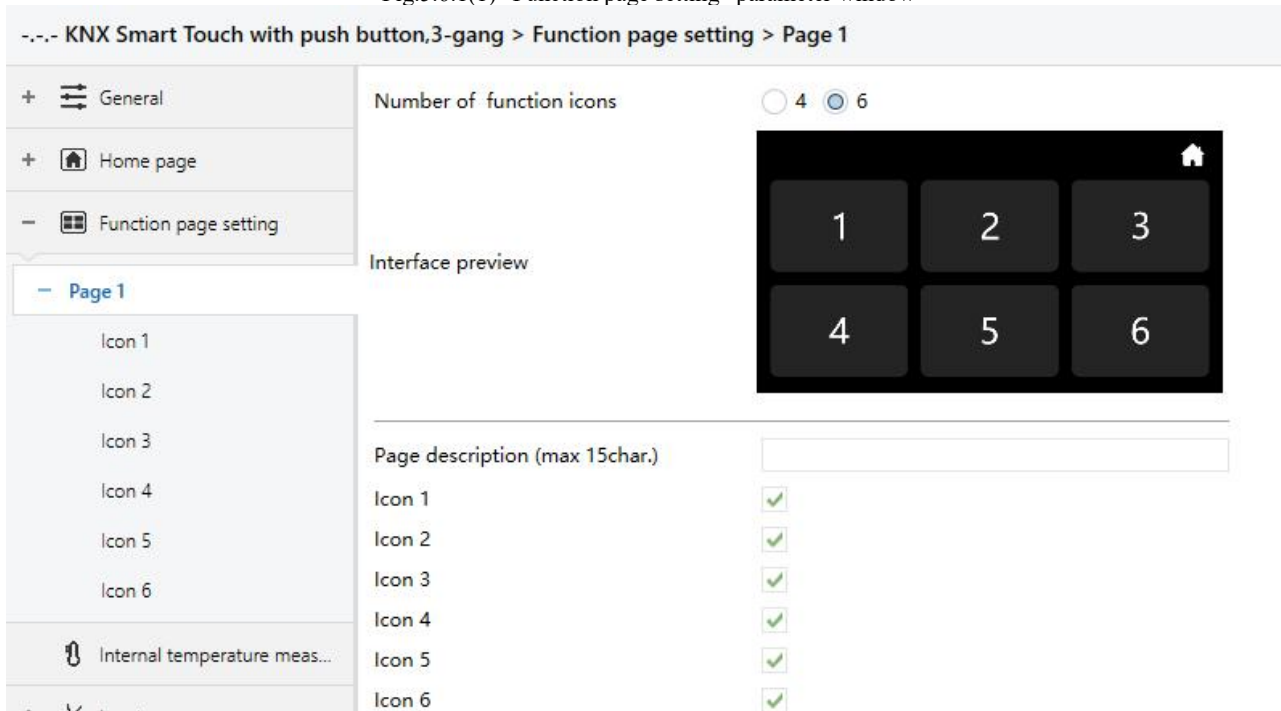 -.-.- KNX Smart Touch with push button,3-gang > Function page setting > Page 1
+ General
+ Home page
- Function page setting
- Page 1
Icon 1
Icon 2
Icon 3
Icon 4
Icon 5
Icon 6
Internal temperature meas...
Number of function icons
4 6
Interface preview
1 2 3
4 5 6
Page description (max 15char.)
Icon 1
Icon 2
Icon 3
Icon 4
Icon 5
Icon 6